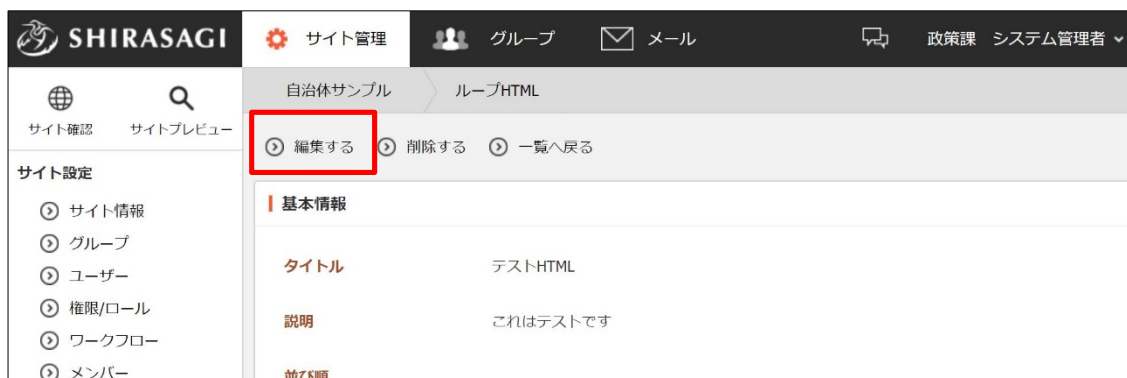 SHIRASAGI サイト管理 グループ メール 政策課 システム管理者
自治体サンプル ループHTML
サイト確認 サイトプレビュー
編集する 削除する 一覧へ戻る
サイト設定
基本情報
サイト情報
グループ
タイトル テストHTML
ユーザー
権限/ロール
説明 これはテストです
ワークフロー
メンバー
並び順